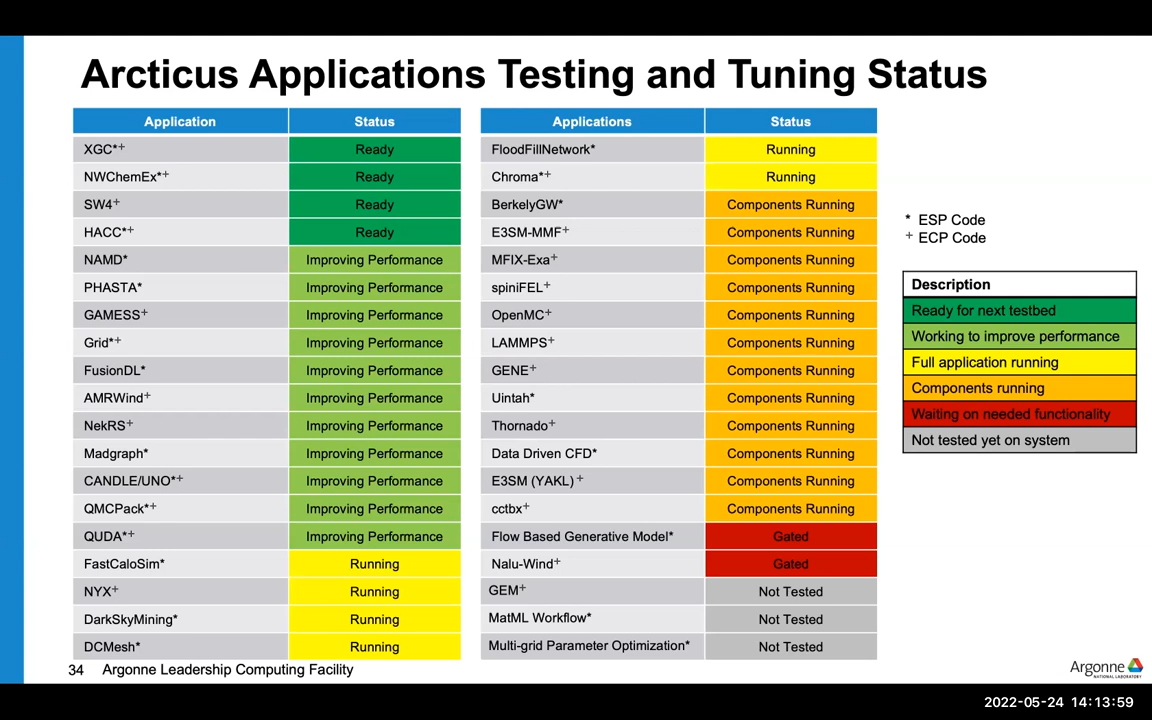 Arcticus Applications Testing and Tuning Status
Application Status
XGC*+ Ready
NWChemEx*+ Ready
SW4+ Ready
HACC*+ Ready
NAMD* Improving Performance
PHASTA* Improving Performance
GAMESS+ Improving Performance
Grid*+ Improving Performance
FusionDL* Improving Performance
AMRWind+ Improving Performance
NekRS+ Improving Performance
Madgraph* Improving Performance
CANDLE/UNO*+ Improving Performance
QMCPack*+ Improving Performance
QUDA*+ Improving Performance
FastCaloSim* Running
NYX+ Running
DarkSkyMining* Running
DCMesh* Running
Applications Status
FloodFillNetwork* Running
Chroma*+ Running
BerkelyGW* Components Running
E3SM-MMF+ Components Running
MFIX-Exa+ Components Running
spiniFEL+ Components Running
OpenMC+ Components Running
LAMMPS+ Components Running
GENE+ Components Running
Uintah* Components Running
Thornado+ Components Running
Data Driven CFD* Components Running
E3SM (YAKL)+ Components Running
cctbx+ Components Running
Flow Based Generative Model* Gated
Nalu-Wind+ Gated
GEM+ Not Tested
MatML Workflow* Not Tested
Multi-grid Parameter Optimization* Not Tested
* ESP Code
+ ECP Code
Description
Ready for next testbed
Working to improve performance
Full application running
Components running
Waiting on needed functionality
Not tested yet on system
34 Argonne Leadership Computing Facility
Argonne
NATIONAL LABORATORY
2022-05-24 14:13:59